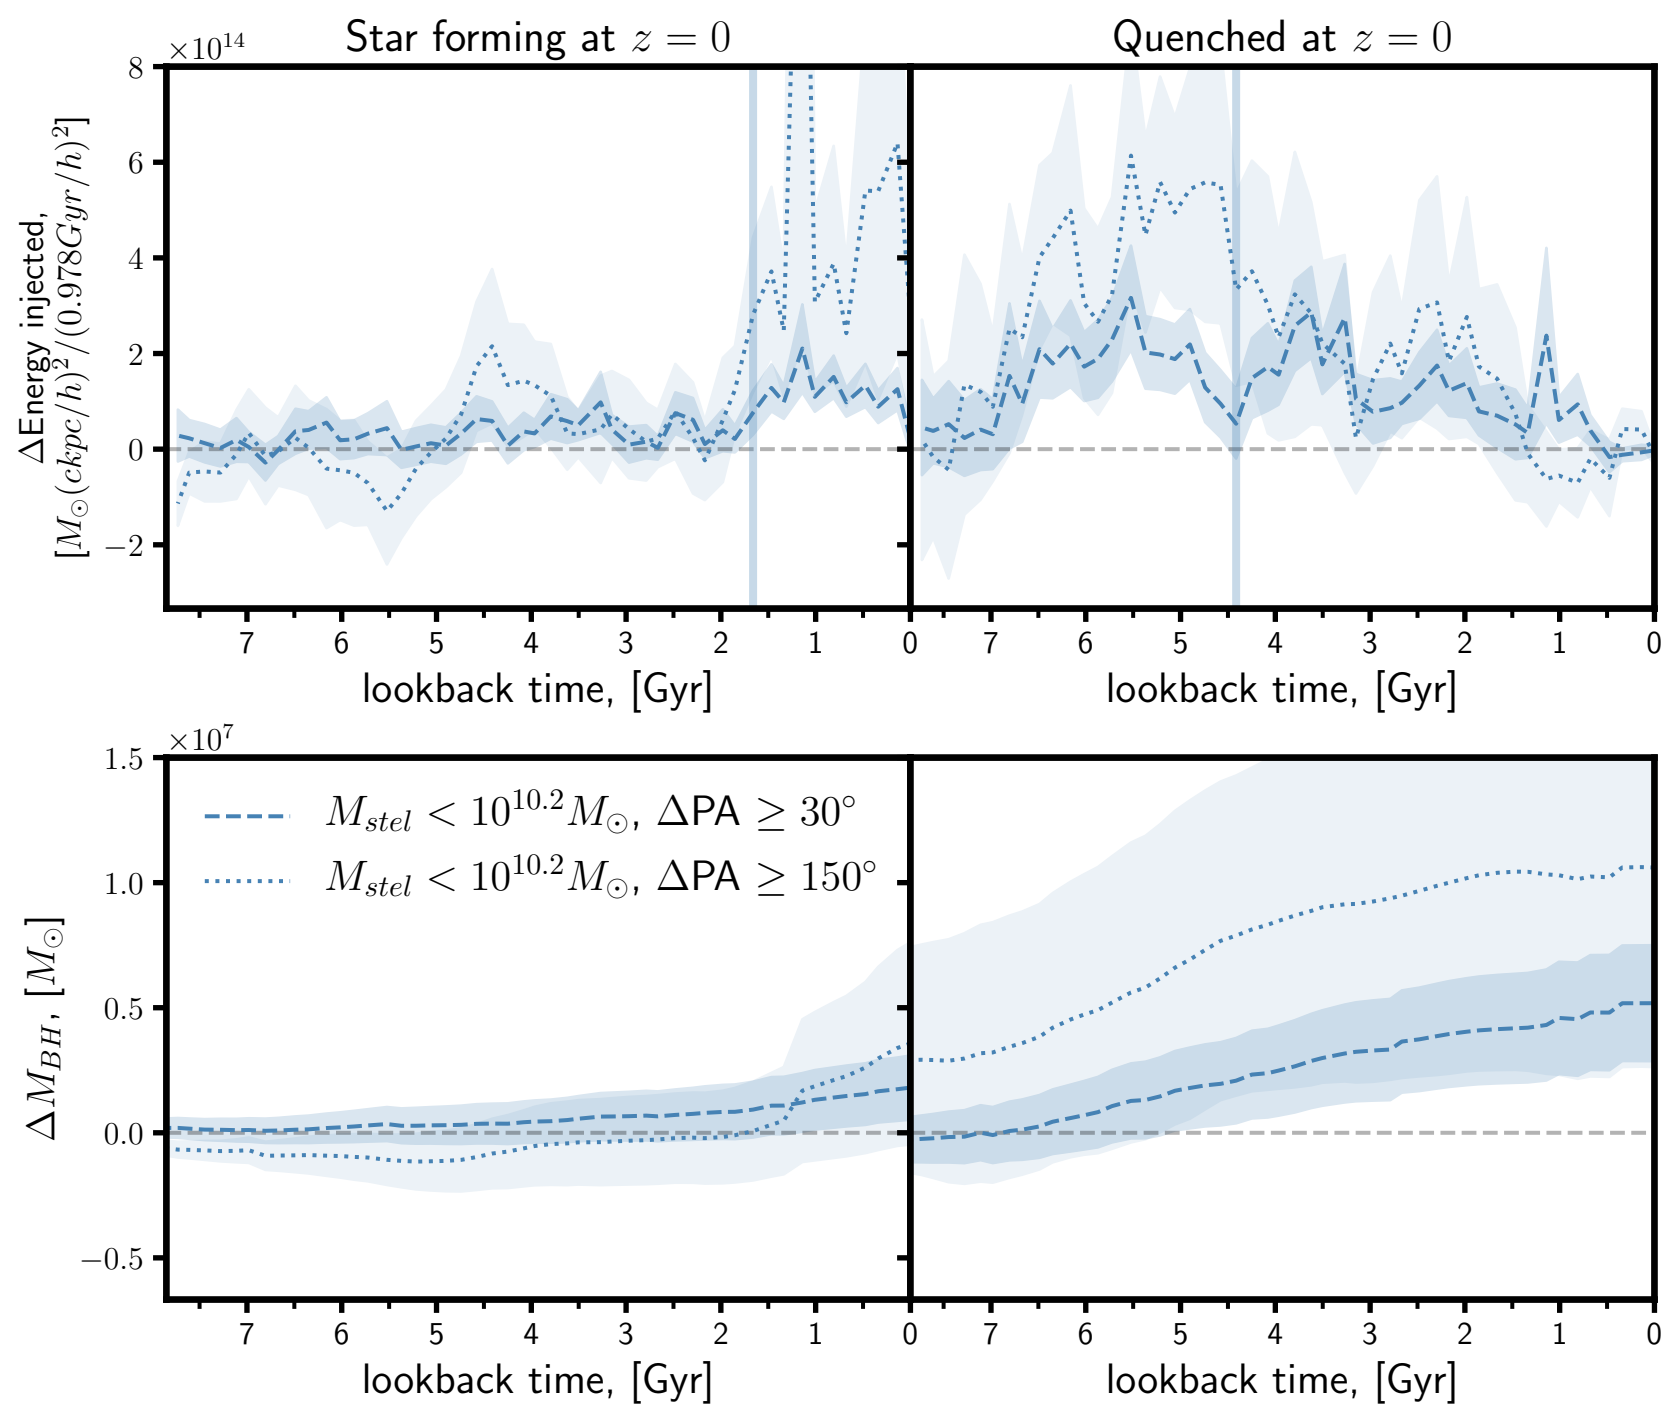 Star forming at z = 0
Quenched at z = 0
×10¹⁴
8
6
4
2
0
−2
ΔEnergy injected,
[M⊙(ckpc/h)²/(0.978Gyr/h)²]
7 6 5 4 3 2 1 0 7 6 5 4 3 2 1 0
lookback time, [Gyr]
lookback time, [Gyr]
×10⁷
1.5
1.0
0.5
0.0
−0.5
ΔM_BH, [M⊙]
M_stel < 10^10.2 M⊙, ΔPA ≥ 30°
M_stel < 10^10.2 M⊙, ΔPA ≥ 150°
7 6 5 4 3 2 1 0 7 6 5 4 3 2 1 0
lookback time, [Gyr]
lookback time, [Gyr]